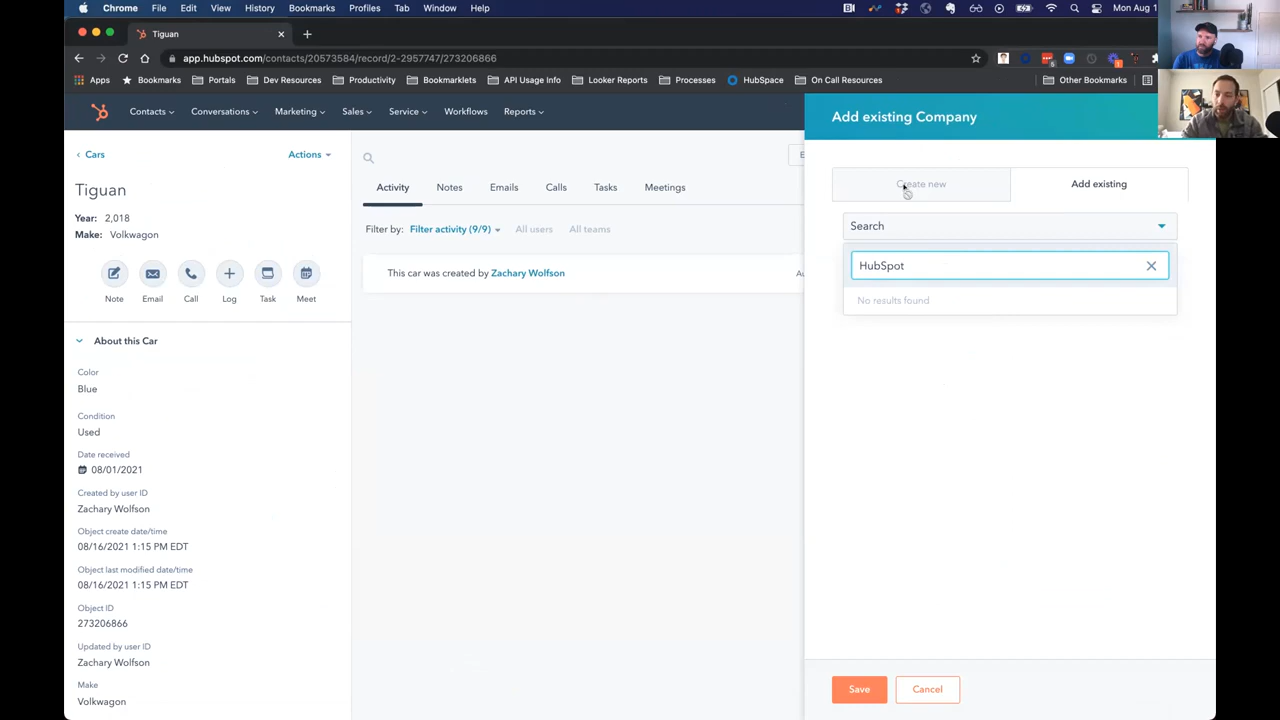 Chrome File Edit View History Bookmarks Profiles Tab Window Help Mon Aug 1
Tiguan
app.hubspot.com/contacts/20573584/record/2-2957747/273206866
Apps Bookmarks Portals Dev Resources Productivity Bookmarklets API Usage Info Looker Reports Processes HubSpace On Call Resources Other Bookmarks
Contacts Conversations Marketing Sales Service Workflows Reports
Add existing Company
Cars
Actions
Tiguan
Year: 2,018
Make: Volkwagon
Note Email Call Log Task Meet
About this Car
Color
Blue
Condition
Used
Date received
08/01/2021
Created by user ID
Zachary Wolfson
Object create date/time
08/16/2021 1:15 PM EDT
Object last modified date/time
08/16/2021 1:15 PM EDT
Object ID
273206866
Updated by user ID
Zachary Wolfson
Make
Volkwagon
Activity Notes Emails Calls Tasks Meetings
Filter by: Filter activity (9/9) All users All teams
This car was created by Zachary Wolfson
Create new
Add existing
Search
HubSpot
No results found
Save
Cancel